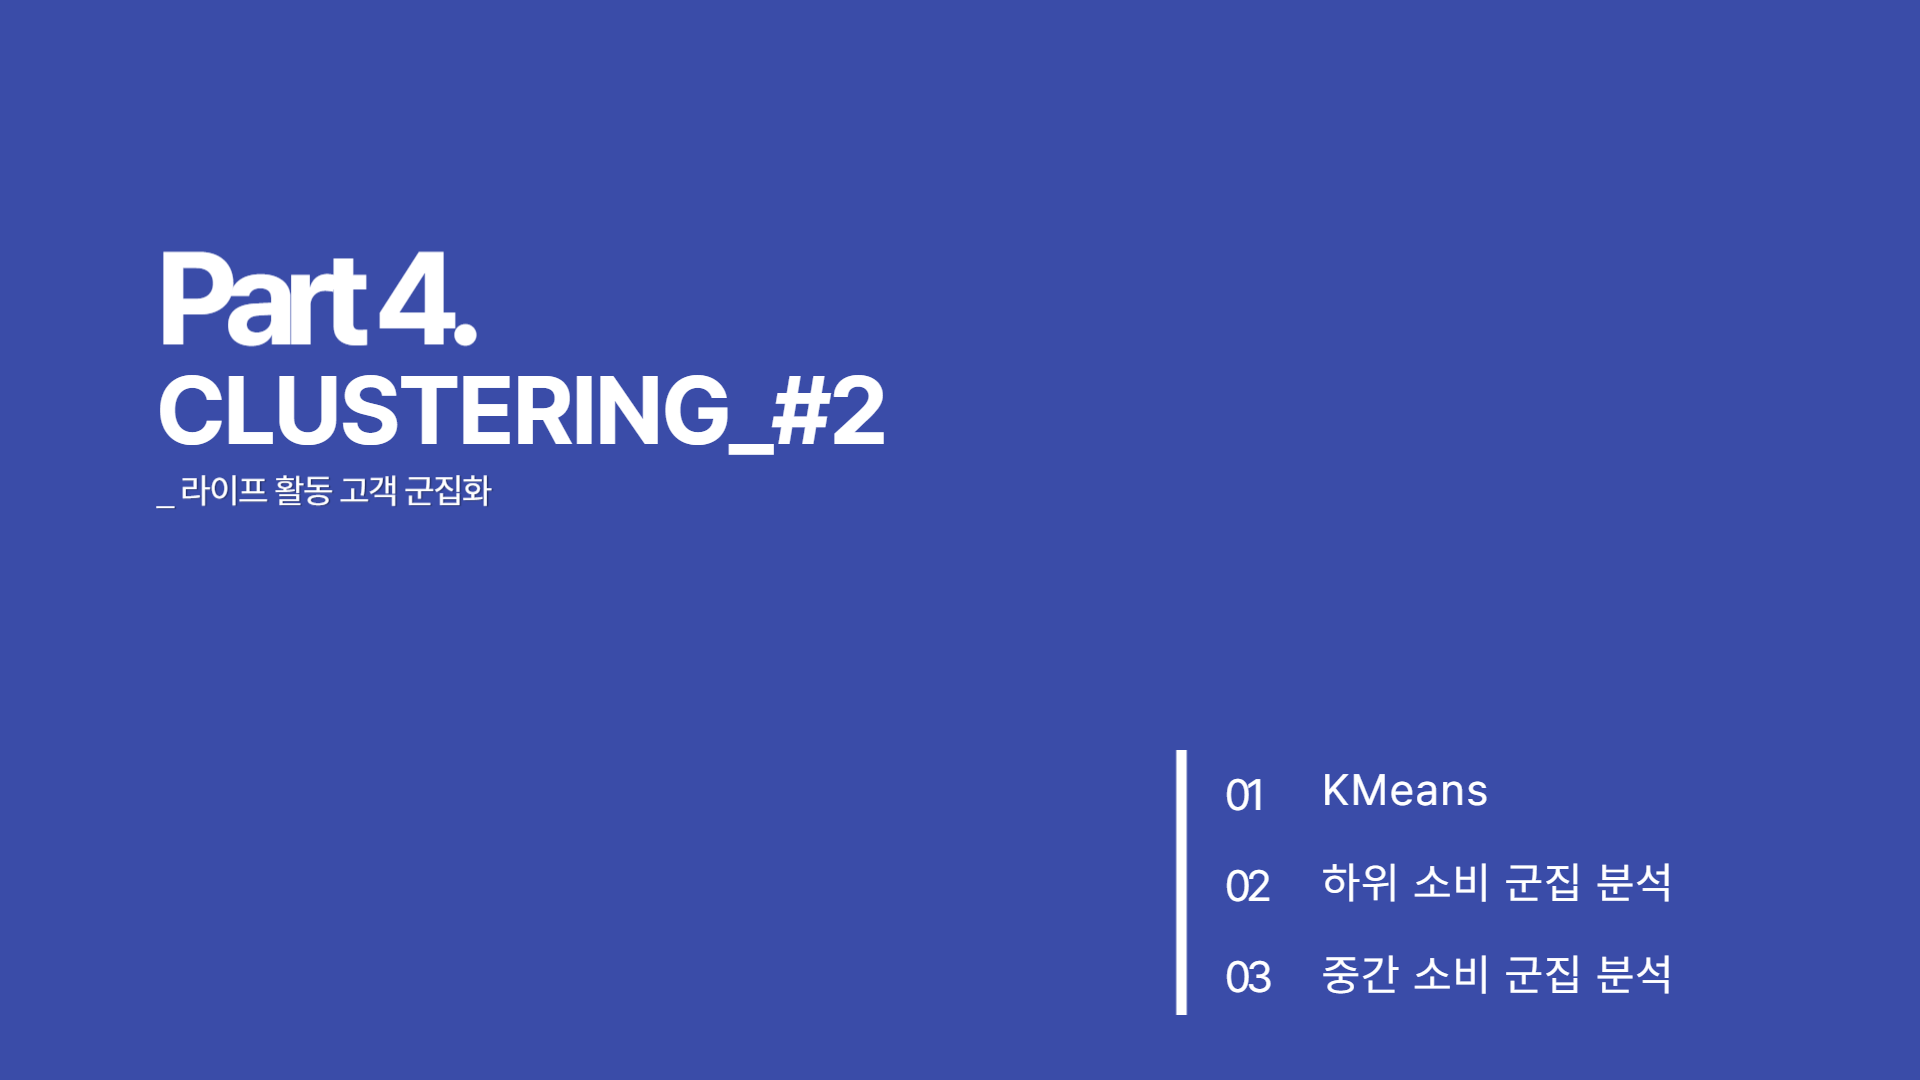 Part 4.
CLUSTERING_#2
_ 라이프 활동 고객 군집화
01 KMeans
02 하위 소비 군집 분석
03 중간 소비 군집 분석